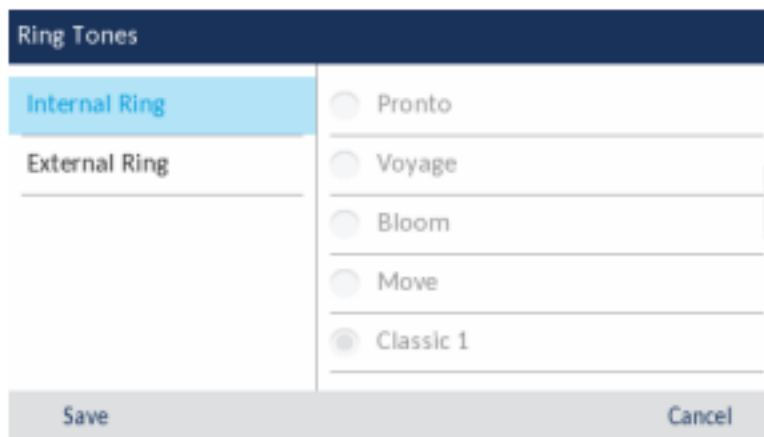 Ring Tones
Internal Ring
External Ring
Pronto
Voyage
Bloom
Move
Classic 1
Save
Cancel